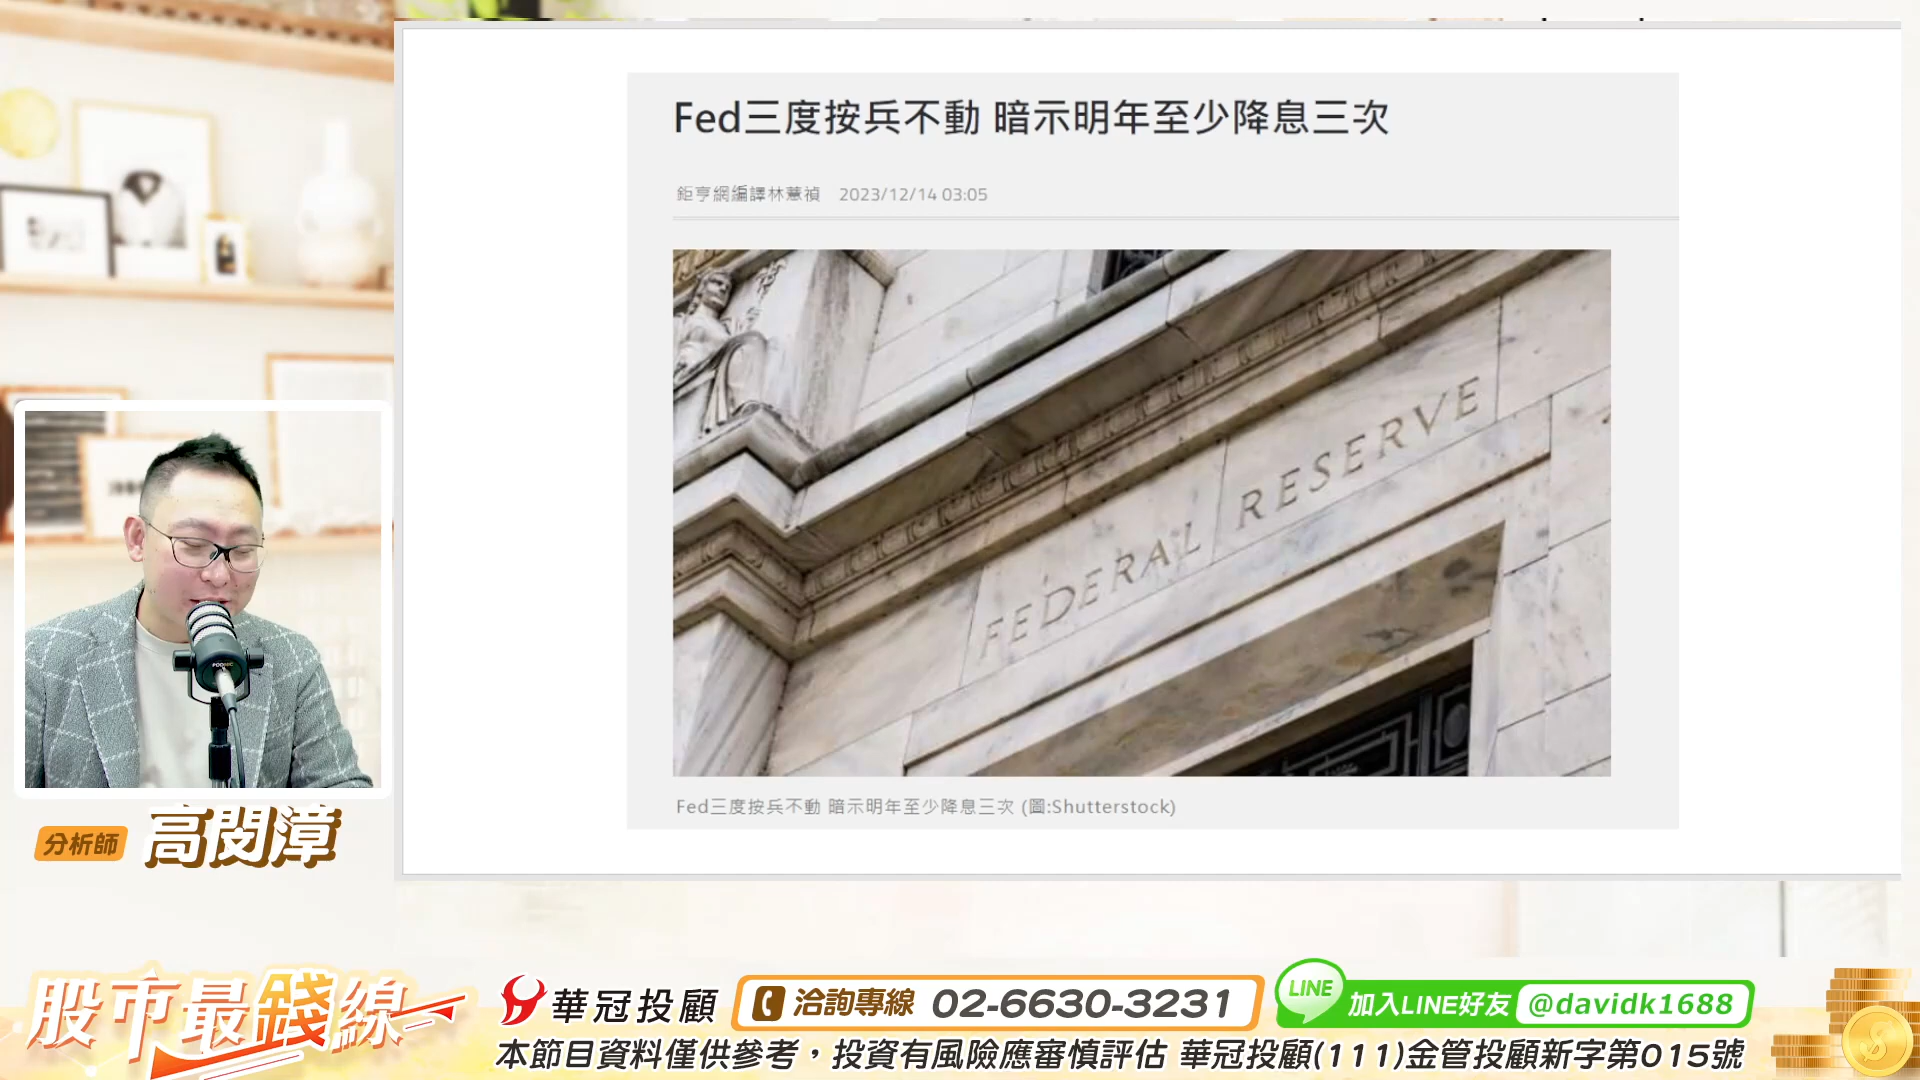 Fed三度按兵不動 暗示明年至少降息三次
鉅亨網編譯林薏禎 2023/12/14 03:05
FEDERAL RESERVE
Fed三度按兵不動 暗示明年至少降息三次 (圖:Shutterstock)
分析師 高閔漳
股市最錢線
華冠投顧
洽詢專線 02-6630-3231
LINE 加入LINE好友 @davidk1688
本節目資料僅供參考，投資有風險應審慎評估 華冠投顧(111)金管投顧新字第015號